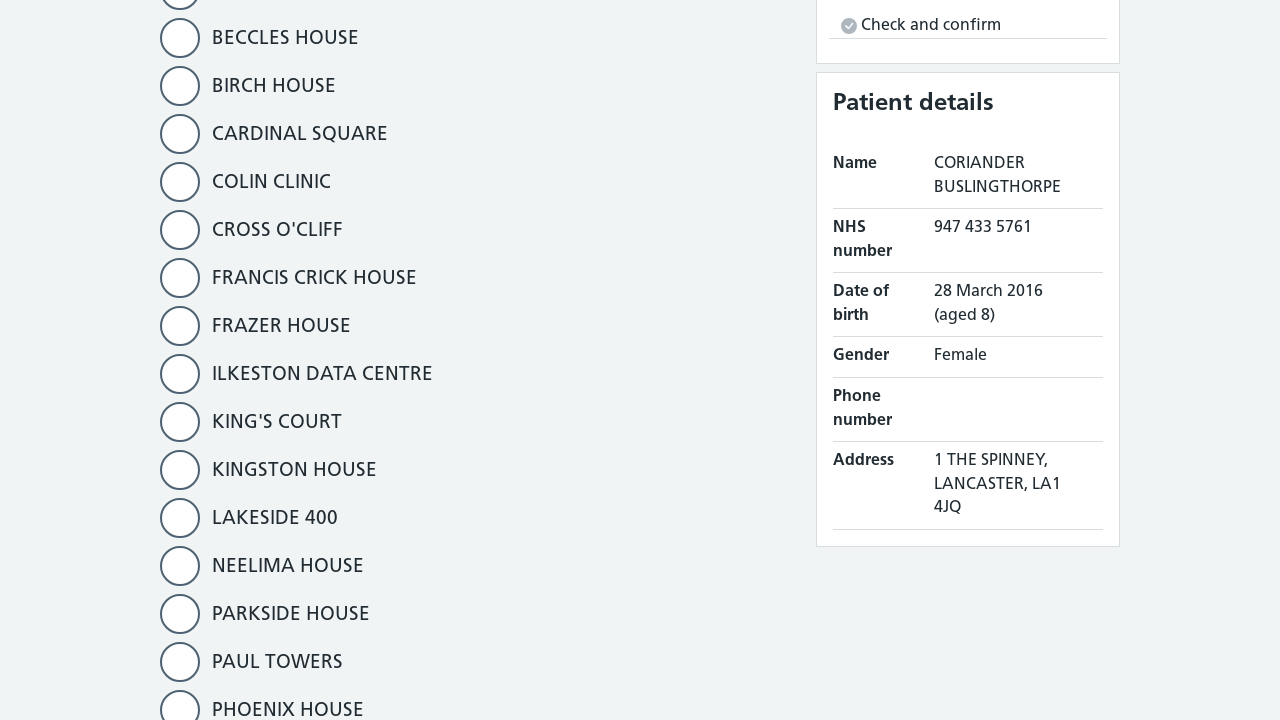 BECCLES HOUSE
BIRCH HOUSE
CARDINAL SQUARE
COLIN CLINIC
CROSS O'CLIFF
FRANCIS CRICK HOUSE
FRAZER HOUSE
ILKESTON DATA CENTRE
KING'S COURT
KINGSTON HOUSE
LAKESIDE 400
NEELIMA HOUSE
PARKSIDE HOUSE
PAUL TOWERS
PHOENIX HOUSE
Check and confirm
Patient details
Name CORIANDER
BUSLINGTHORPE
NHS 947 433 5761
number
Date of 28 March 2016
birth (aged 8)
Gender Female
Phone
number
Address 1 THE SPINNEY,
LANCASTER, LA1
4JQ